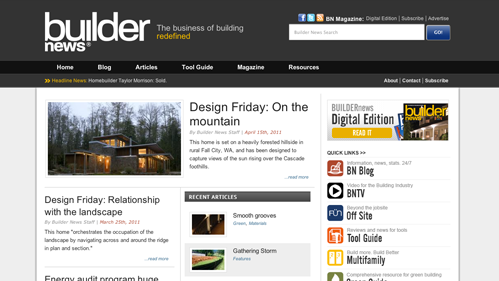 builder
news®
The business of building
redefined
BN Magazine: Digital Edition | Subscribe | Advertise
Builder News Search
GO!
Home Blog Articles Tool Guide Magazine Resources
Headline News: Homebuilder Taylor Morrison: Sold.
About | Contact | Subscribe
Design Friday: On the
mountain
By Builder News Staff | April 15th, 2011
This home is set on a heavily forested hillside in
rural Fall City, WA, and has been designed to
capture views of the sun rising over the Cascade
foothills.
...read more
Design Friday: Relationship
with the landscape
By Builder News Staff | March 25th, 2011
This home "orchestrates the occupation of the
landscape by navigating across and around the ridge
in plan and section."
...read more
Energy audit program huge
RECENT ARTICLES
Smooth grooves
Green, Materials
Gathering Storm
Features
BUILDERnews
Digital Edition
READ IT
builder
QUICK LINKS >>
Information, news, stats. 24/7
BN Blog
Video for the Building Industry
BNTV
Beyond the jobsite
Off Site
Reviews and news for tools
Tool Guide
Build more. Build Better
Multifamily
Comprehensive resource for green building